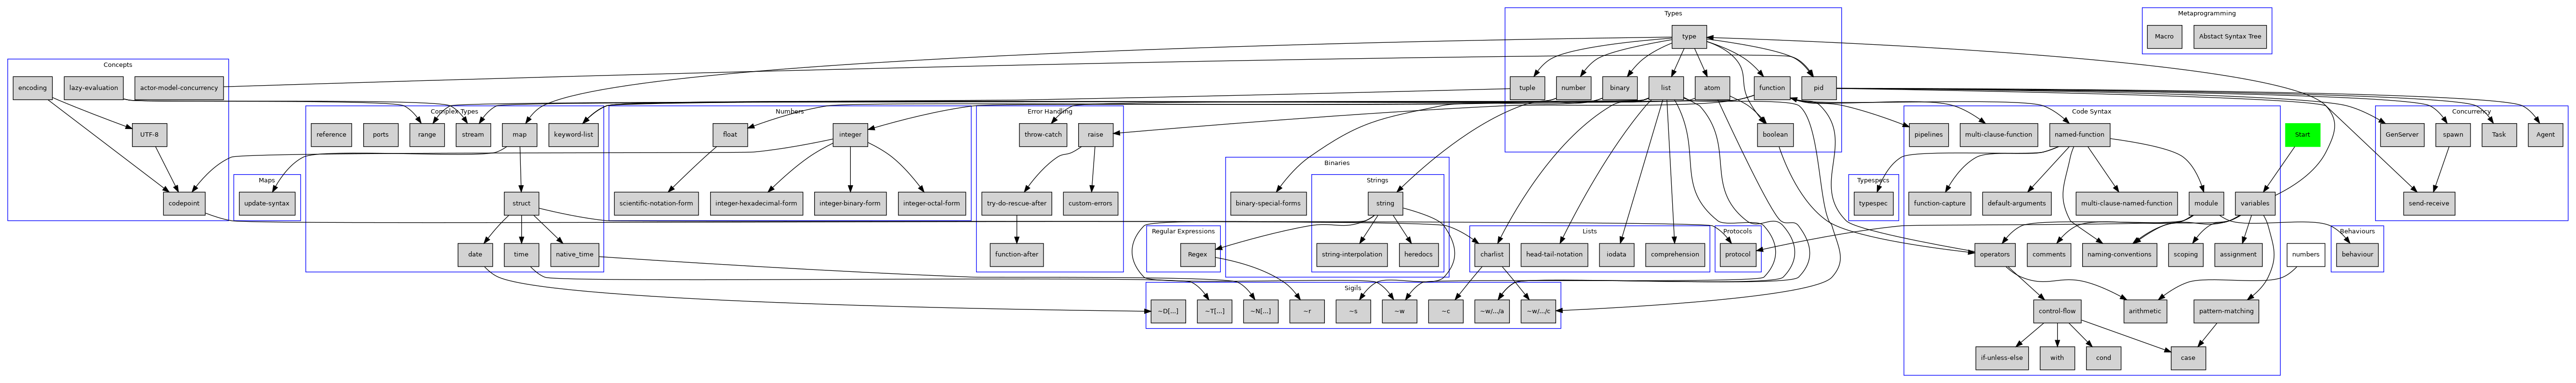 Types
Metaprogramming
type
Macro
Abstact Syntax Tree
Concepts
encoding
lazy-evaluation
actor-model-concurrency
tuple
number
binary
list
atom
function
pid
Complex Types
Numbers
Error Handling
Code Syntax
Concurrency
UTF-8
reference
ports
range
stream
map
keyword-list
float
integer
throw-catch
raise
boolean
pipelines
multi-clause-function
named-function
Start
GenServer
spawn
Task
Agent
Binaries
Maps
Strings
Typespecs
codepoint
update-syntax
struct
scientific-notation-form
integer-hexadecimal-form
integer-binary-form
integer-octal-form
try-do-rescue-after
custom-errors
binary-special-forms
string
typespec
function-capture
default-arguments
multi-clause-named-function
module
variables
send-receive
Regular Expressions
Lists
Protocols
Behaviours
date
time
native_time
function-after
Regex
string-interpolation
heredocs
charlist
head-tail-notation
iodata
comprehension
protocol
operators
comments
naming-conventions
scoping
assignment
numbers
behaviour
Sigils
~D[...]
~T[...]
~N[...]
~r
~s
~w
~c
~w/.../a
~w/.../c
control-flow
arithmetic
pattern-matching
if-unless-else
with
cond
case